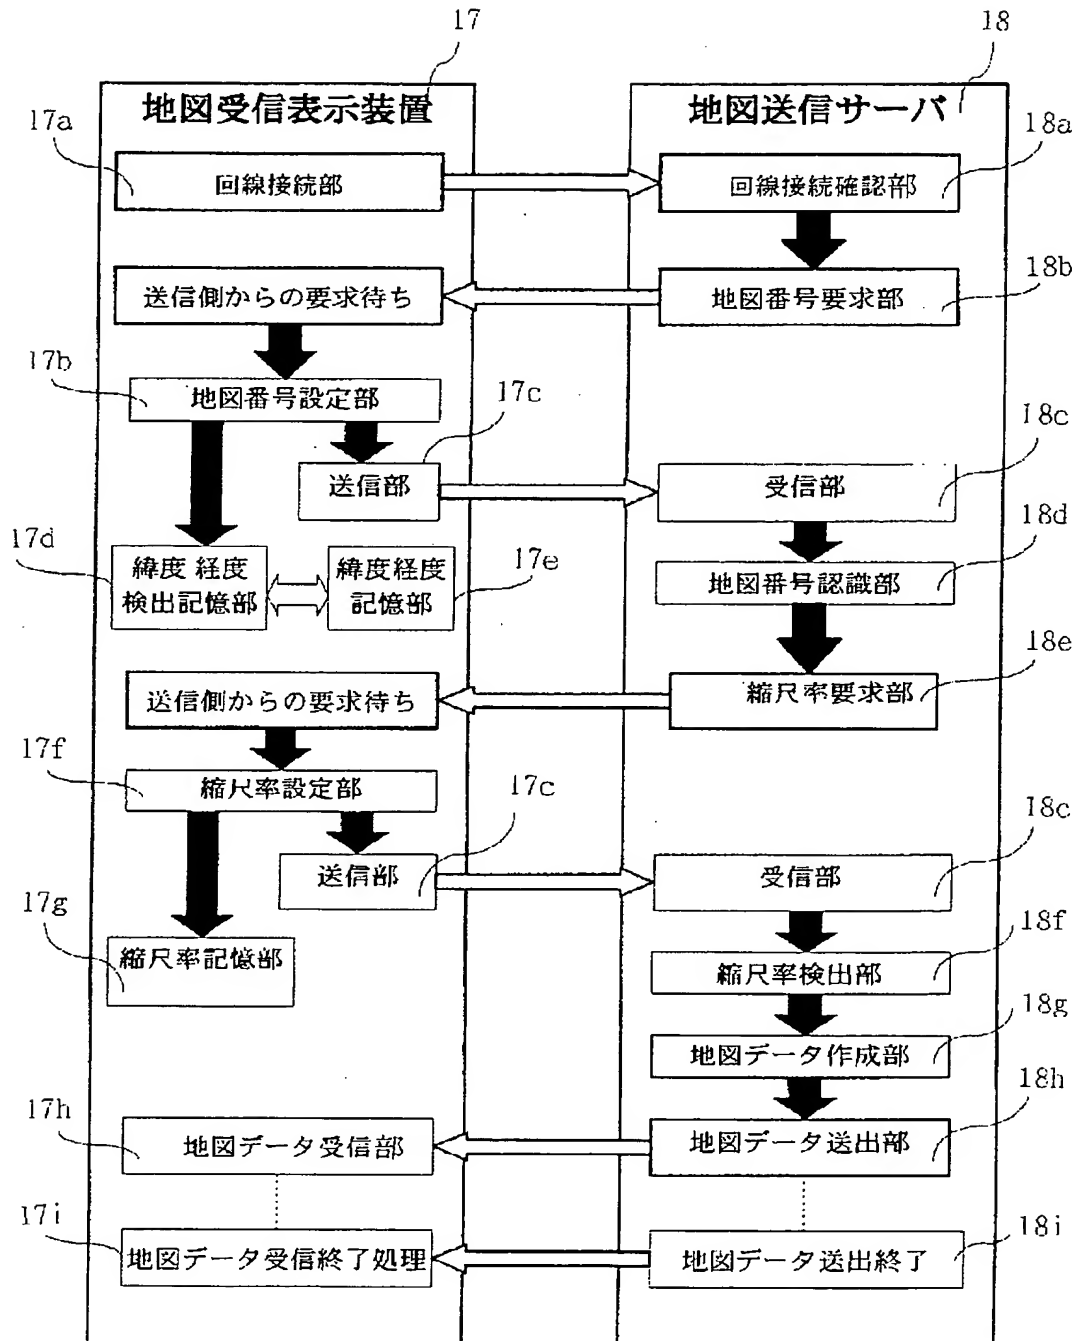 17
18
地図受信表示装置
地図送信サーバ
17a
18a
回線接続部
回線接続確認部
18b
送信側からの要求待ち
地図番号要求部
17b
地図番号設定部
17c
18c
送信部
受信部
17d
緯度 経度
検出記憶部
緯度経度
記憶部
17e
18d
地図番号認識部
18e
送信側からの要求待ち
縮尺率要求部
17f
縮尺率設定部
17c
18c
送信部
受信部
17g
縮尺率記憶部
18f
縮尺率検出部
18g
地図データ作成部
17h
18h
地図データ受信部
地図データ送出部
17i
18i
地図データ受信終了処理
地図データ送出終了